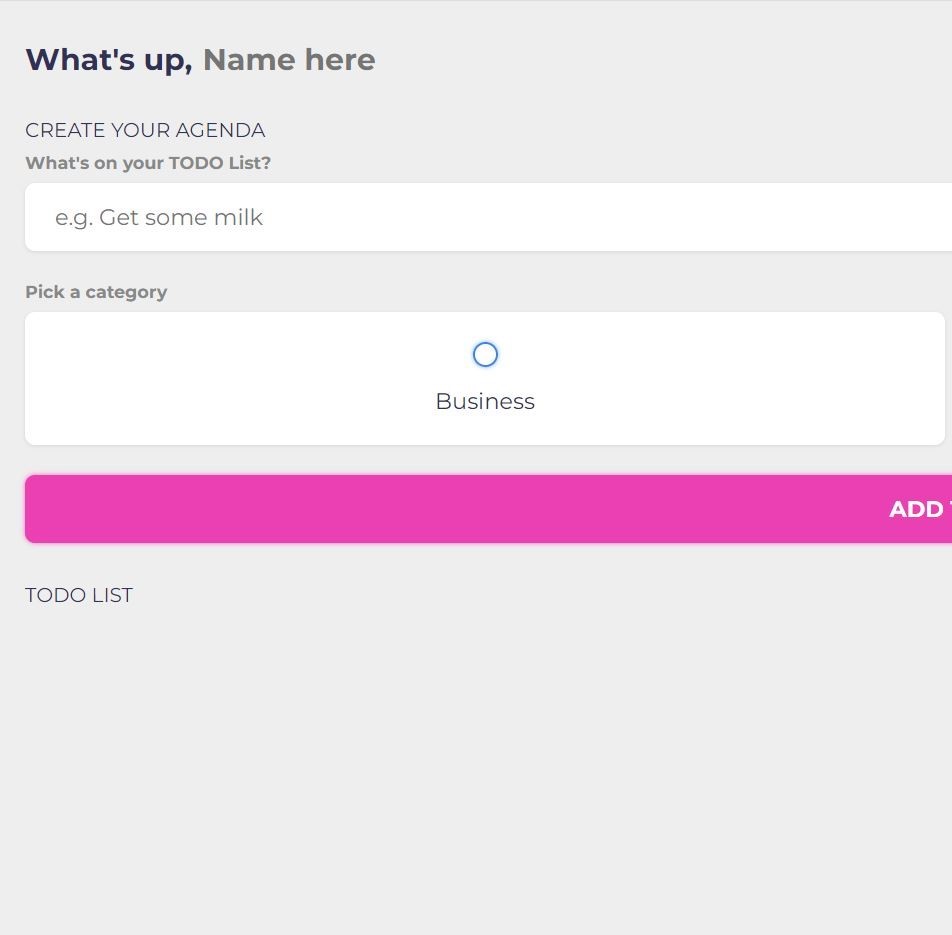 What's up, Name here
CREATE YOUR AGENDA
What's on your TODO List?
e.g. Get some milk
Pick a category
Business
ADD
TODO LIST